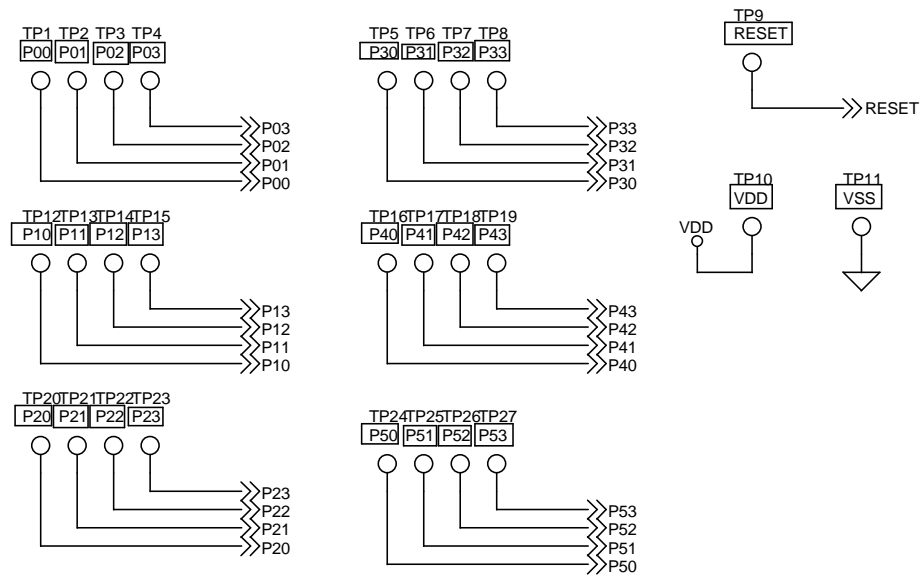 TP1 TP2 TP3 TP4
P00 P01 P02 P03
P03
P02
P01
P00
TP5 TP6 TP7 TP8
P30 P31 P32 P33
P33
P32
P31
P30
TP9
RESET
RESET
TP12 TP13 TP14 TP15
P10 P11 P12 P13
P13
P12
P11
P10
TP16 TP17 TP18 TP19
P40 P41 P42 P43
P43
P42
P41
P40
TP10
VDD
VDD
TP11
VSS
TP20 TP21 TP22 TP23
P20 P21 P22 P23
P23
P22
P21
P20
TP24 TP25 TP26 TP27
P50 P51 P52 P53
P53
P52
P51
P50